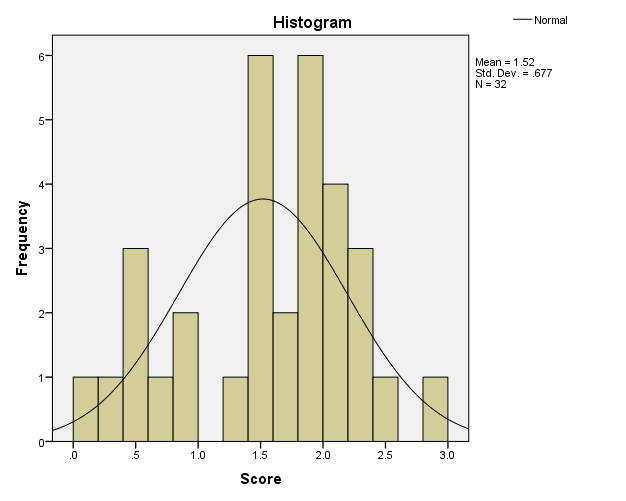 Histogram
Normal
Mean = 1.52
Std. Dev. = .677
N = 32
Frequency
6
5
4
3
2
1
0
.0 .5 1.0 1.5 2.0 2.5 3.0
Score